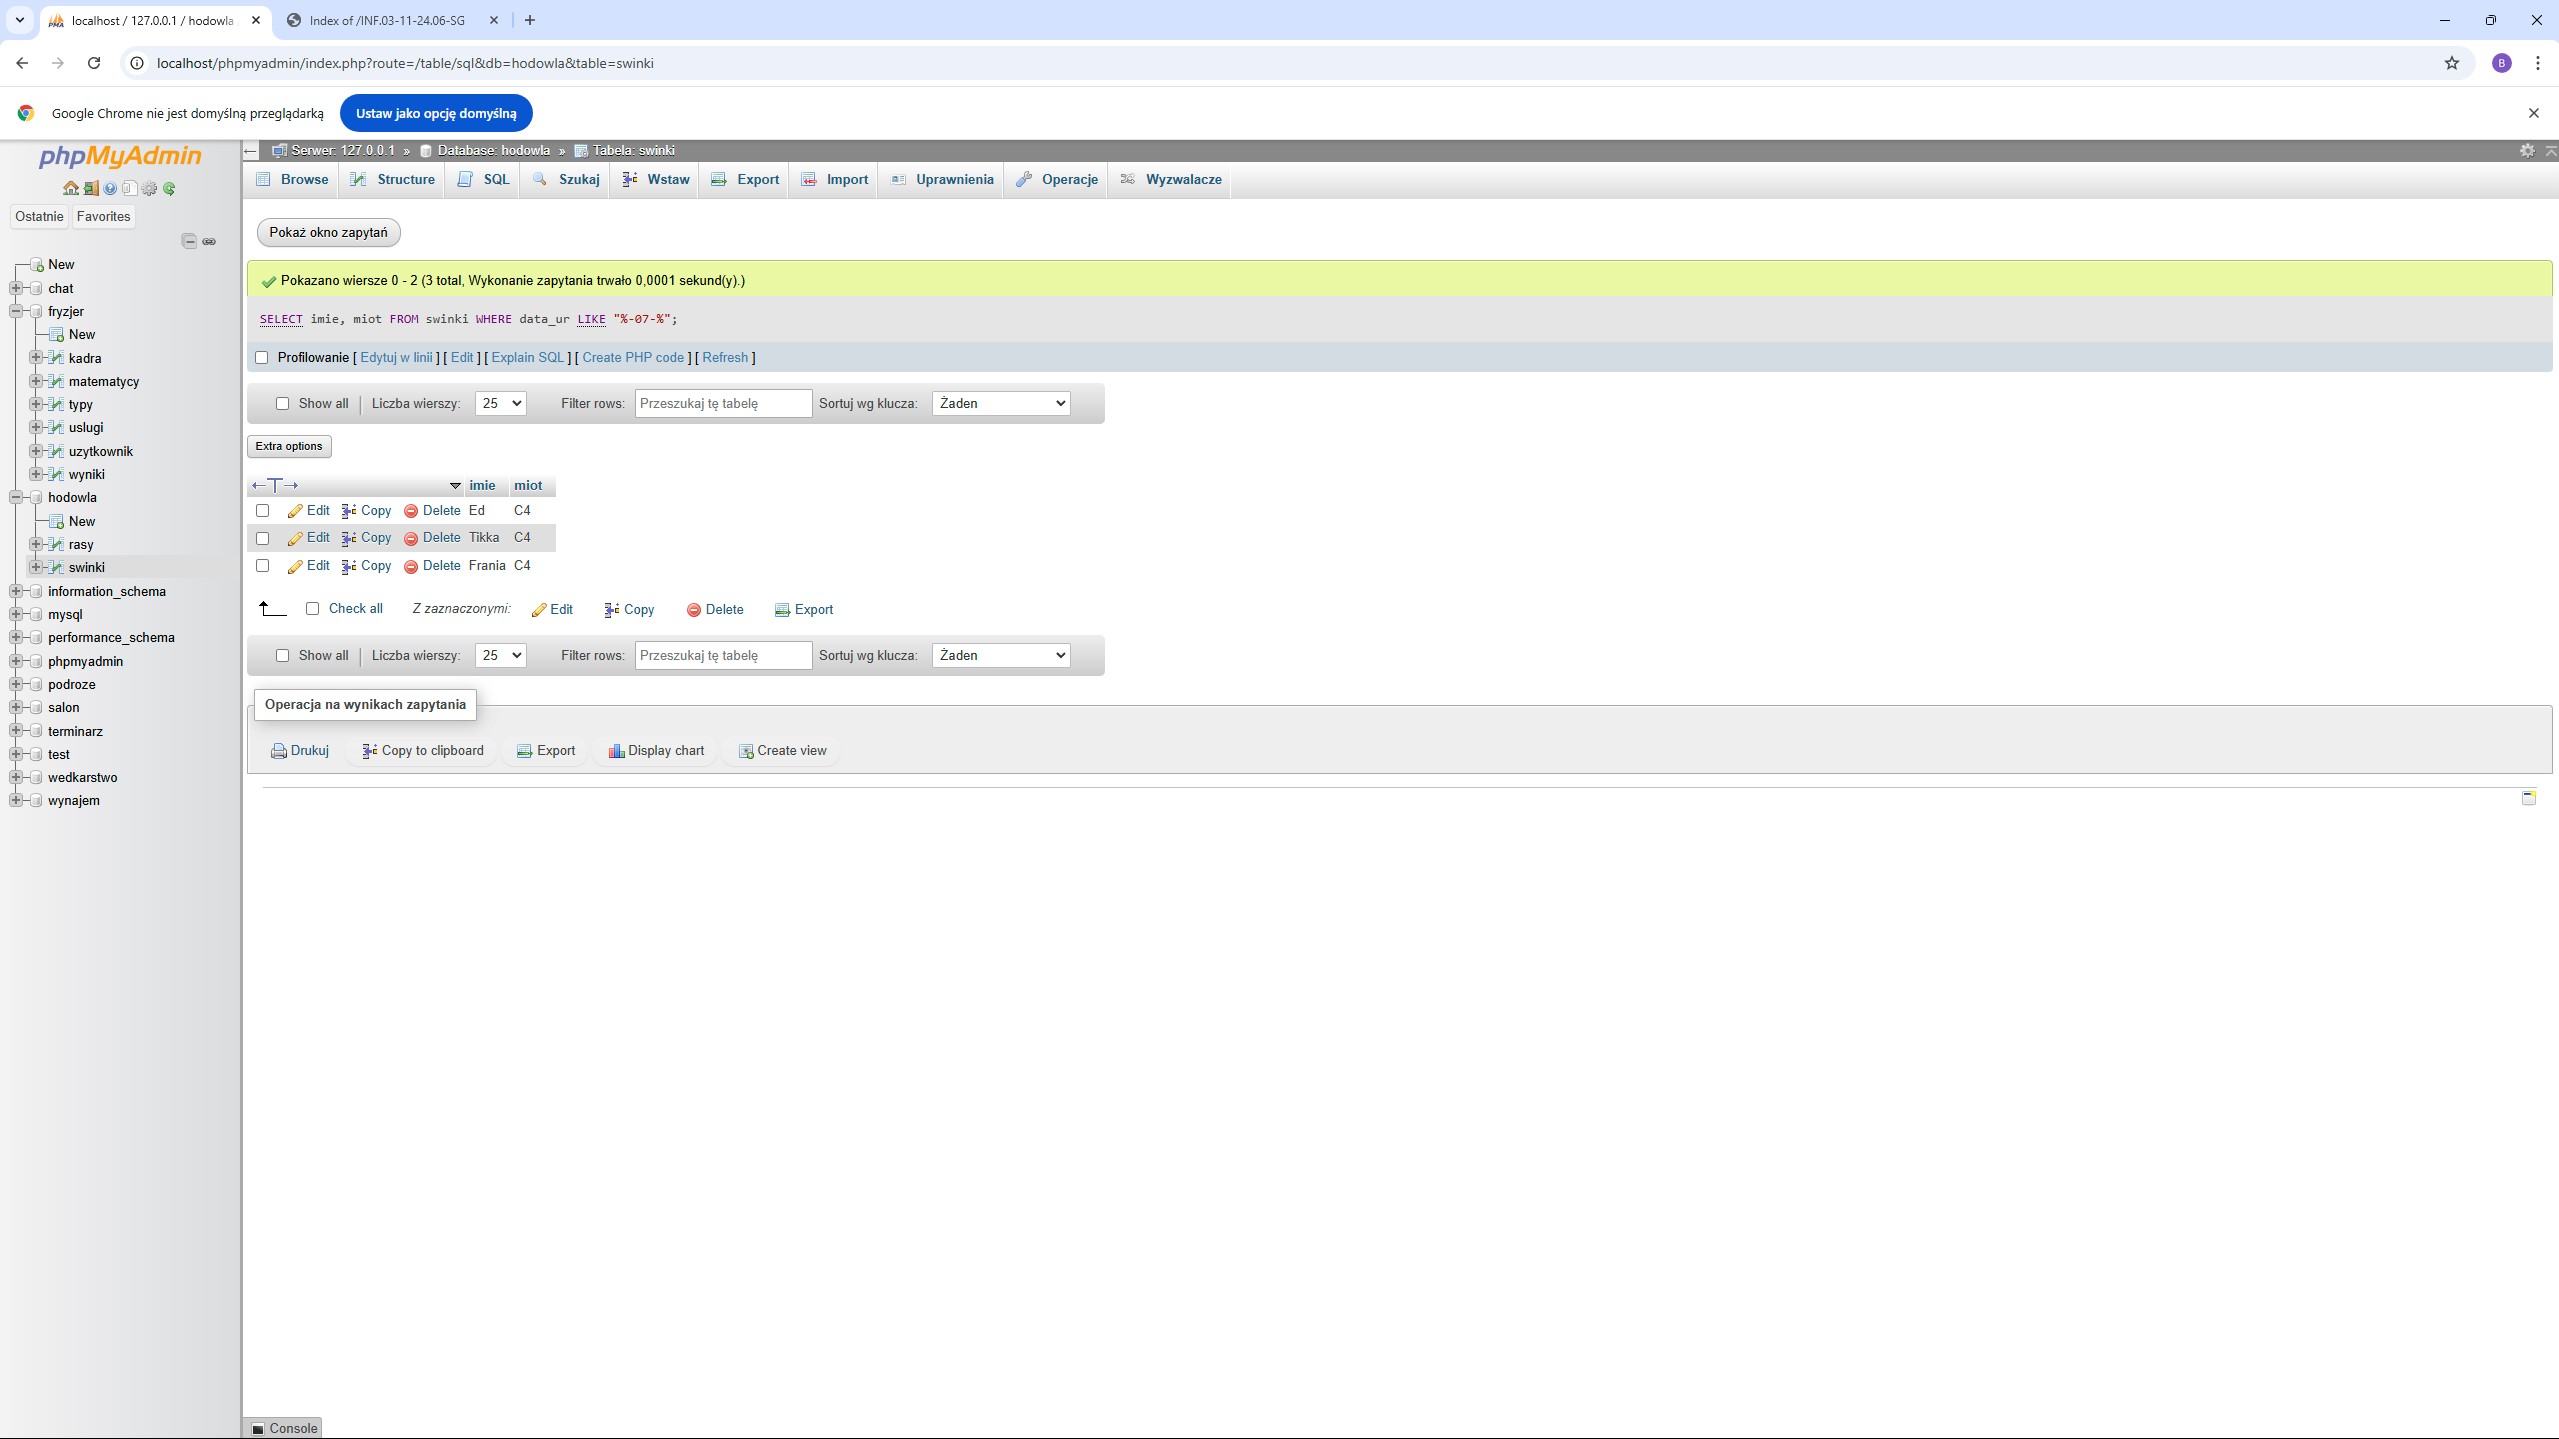 localhost / 127.0.0.1 / hodowla
Index of /INF.03-11-24.06-SG
localhost/phpmyadmin/index.php?route=/table/sql&db=hodowla&table=swinki
B
Google Chrome nie jest domyślną przeglądarką
Ustaw jako opcję domyślną
phpMyAdmin
Ostatnie Favorites
New
chat
fryzjer
New
kadra
matematycy
typy
uslugi
uzytkownik
wyniki
hodowla
New
rasy
swinki
information_schema
mysql
performance_schema
phpmyadmin
podroze
salon
terminarz
test
wedkarstwo
wynajem
Serwer: 127.0.0.1 » Database: hodowla » Tabela: swinki
Browse Structure SQL Szukaj Wstaw Export Import Uprawnienia Operacje Wyzwalacze
Pokaż okno zapytań
Pokazano wiersze 0 - 2 (3 total, Wykonanie zapytania trwało 0,0001 sekund(y).)
SELECT imie, miot FROM swinki WHERE data_ur LIKE "%-07-%";
Profilowanie [ Edytuj w linii ] [ Edit ] [ Explain SQL ] [ Create PHP code ] [ Refresh ]
Show all Liczba wierszy: 25 Filter rows: Przeszukaj tę tabelę Sortuj wg klucza: Żaden
Extra options
←T→ imie miot
Edit Copy Delete Ed C4
Edit Copy Delete Tikka C4
Edit Copy Delete Frania C4
Check all Z zaznaczonymi: Edit Copy Delete Export
Show all Liczba wierszy: 25 Filter rows: Przeszukaj tę tabelę Sortuj wg klucza: Żaden
Operacja na wynikach zapytania
Drukuj Copy to clipboard Export Display chart Create view
Console